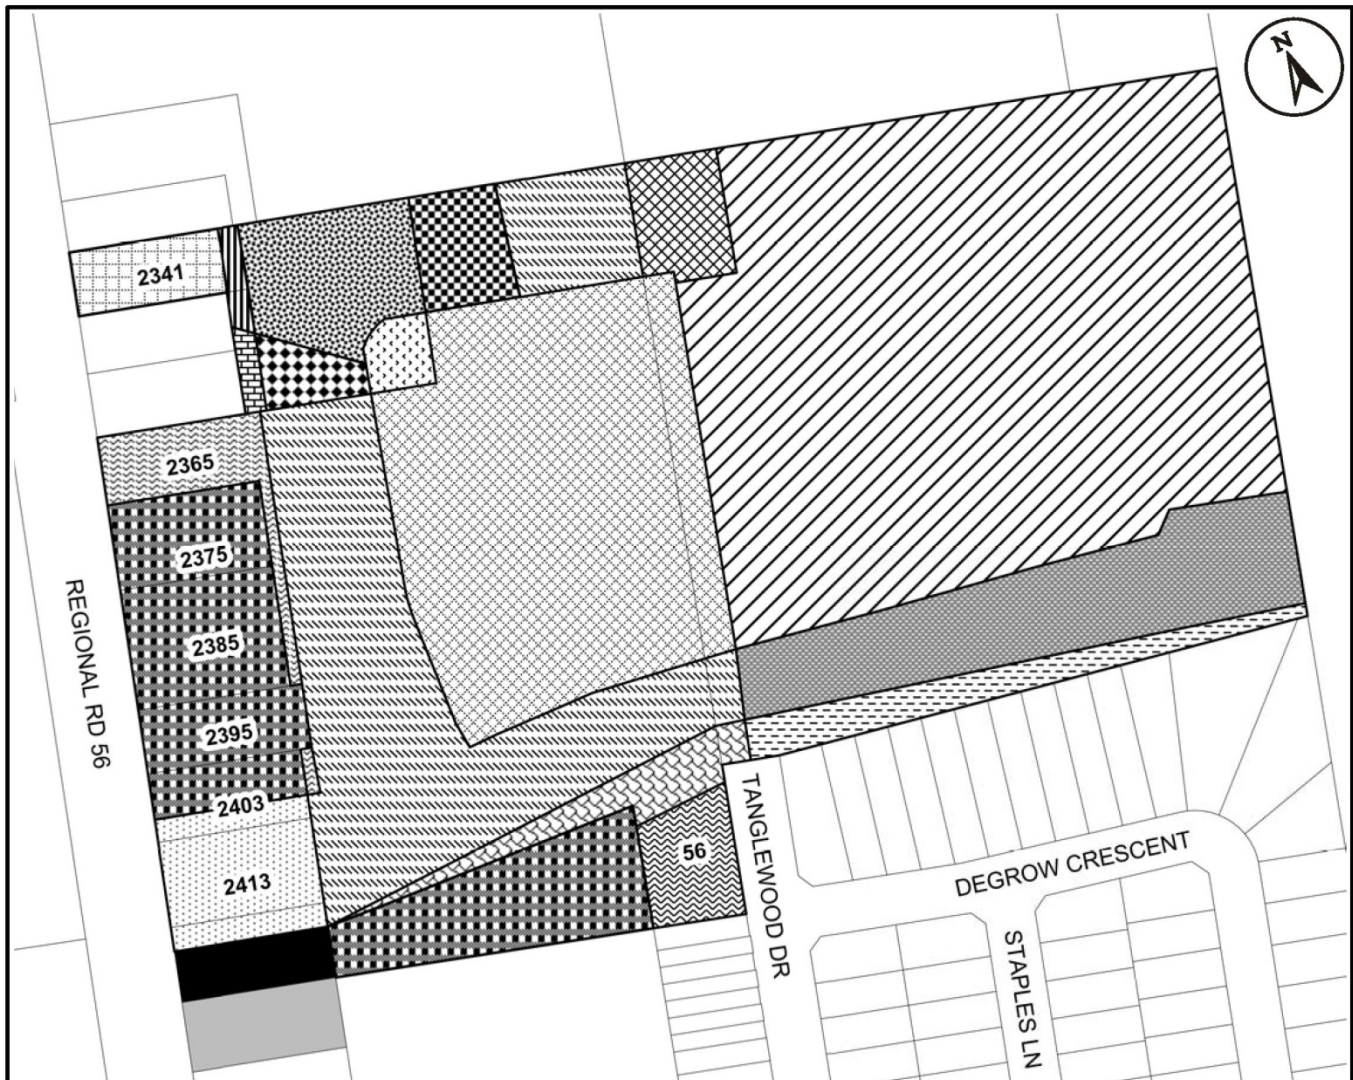 N
2341
2365
2375
2385
2395
2403
2413
REGIONAL RD 56
56
TANGLEWOOD DR
DEGROW CRESCENT
STAPLES LN